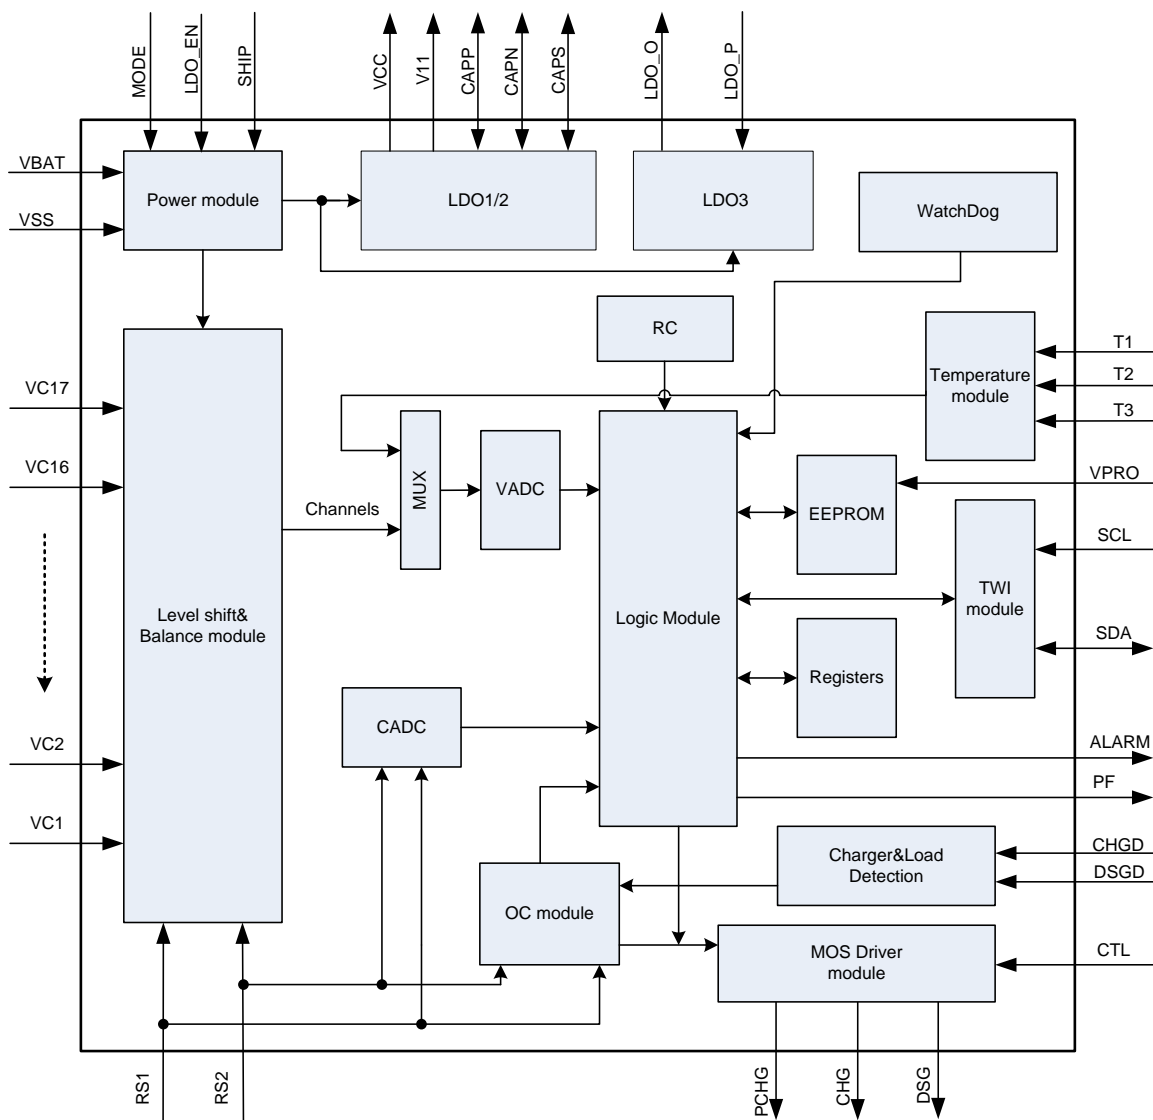 MODE
LDO_EN
SHIP
VCC
V11
CAPP
CAPN
CAPS
LDO_O
LDO_P
VBAT
VSS
Power module
LDO1/2
LDO3
WatchDog
RC
Temperature
module
T1
T2
T3
VC17
VC16
Channels
MUX
VADC
EEPROM
VPRO
SCL
TWI
module
SDA
Level shift&
Balance module
Logic Module
Registers
CADC
VC2
VC1
ALARM
PF
Charger&Load
Detection
CHGD
DSGD
OC module
MOS Driver
module
CTL
RS1
RS2
PCHG
CHG
DSG